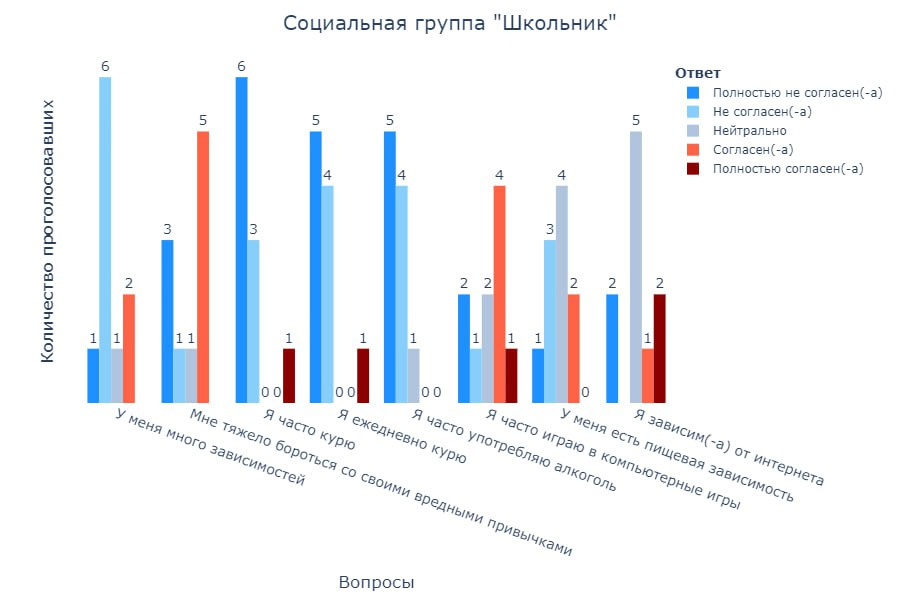 Социальная группа "Школьник"
Количество проголосовавших
Ответ
Полностью не согласен(-а)
Не согласен(-а)
Нейтрально
Согласен(-а)
Полностью согласен(-а)
1 6 1 2
3 1 1 5
6 3 0 0 1
5 4 0 0 1
5 4 1 0 0
2 1 2 4 1
1 3 4 2 0
2 5 1 2
У меня много зависимостей
Мне тяжело бороться со своими вредными привычками
Я часто курю
Я ежедневно курю
Я часто употребляю алкоголь
Я часто играю в компьютерные игры
У меня есть пищевая зависимость
Я зависим(-а) от интернета
Вопросы